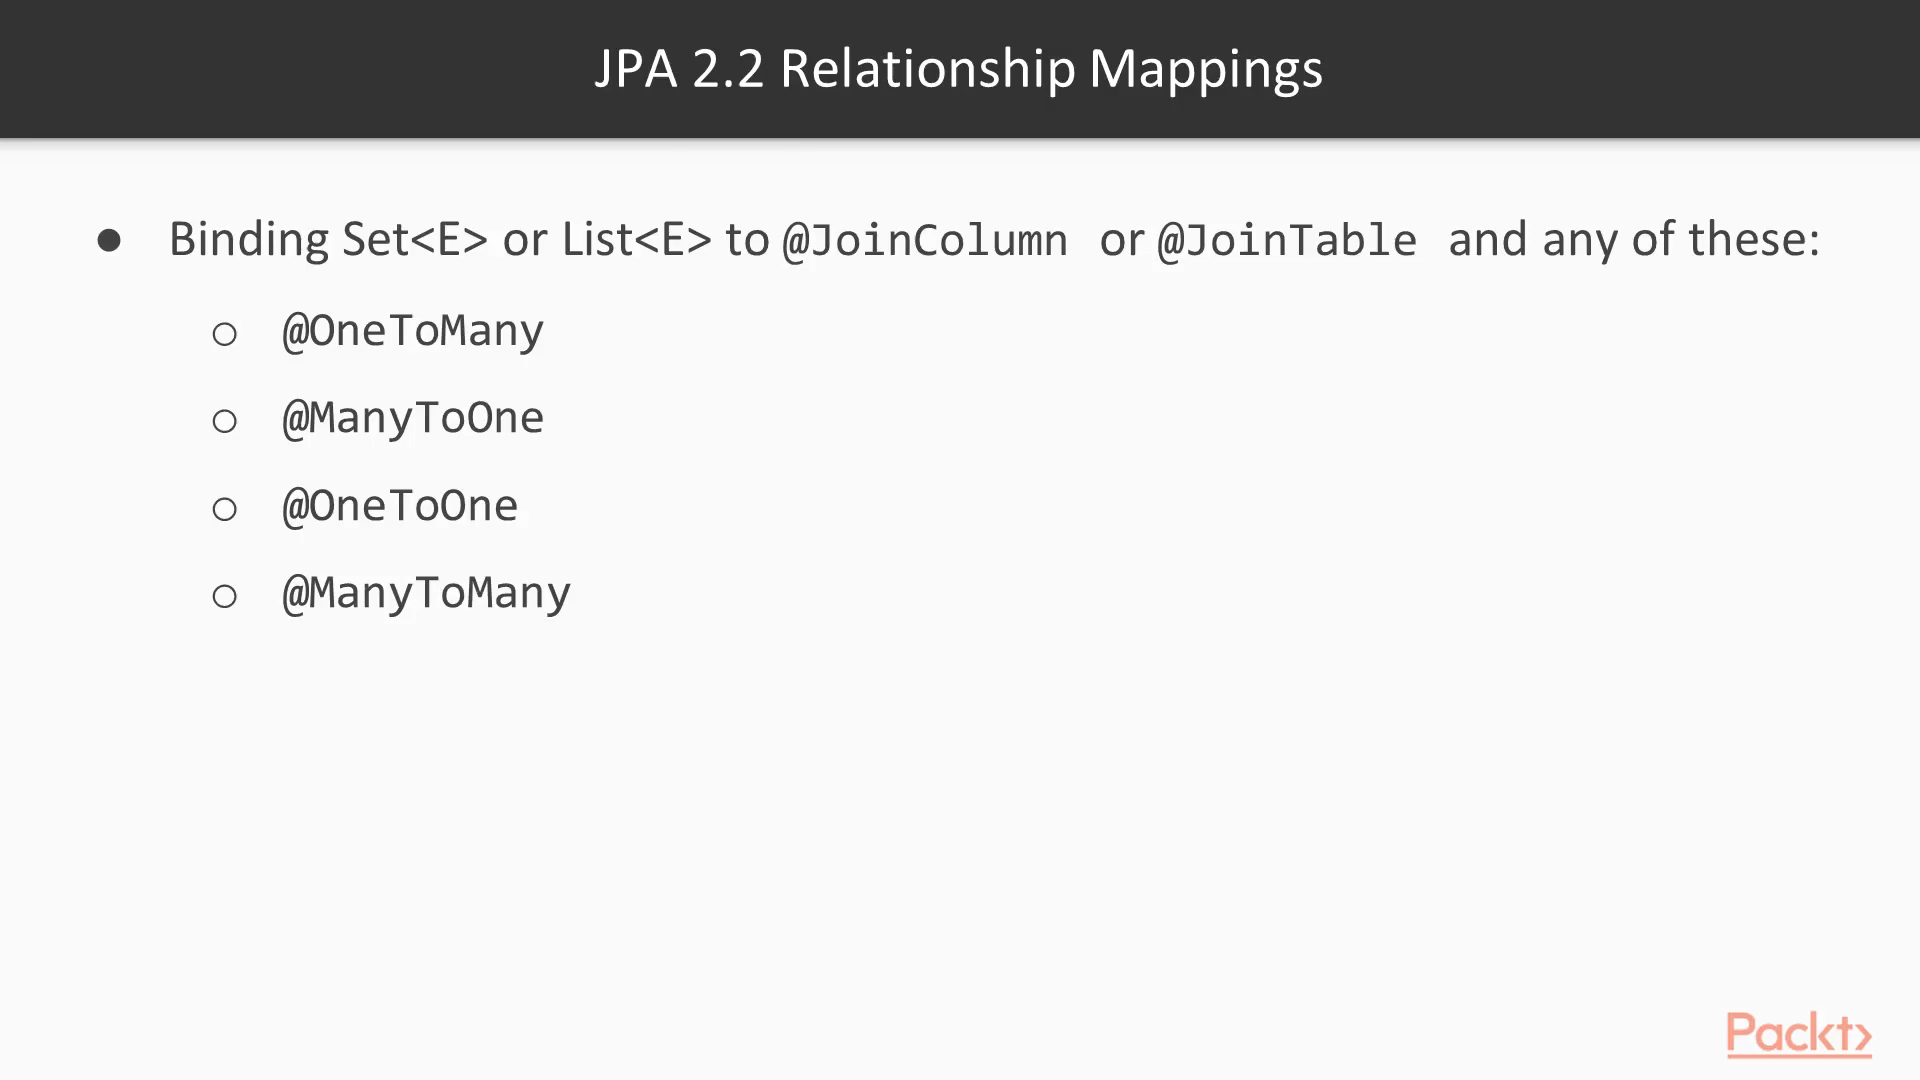 JPA 2.2 Relationship Mappings
● Binding Set<E> or List<E> to @JoinColumn or @JoinTable and any of these:
○ @OneToMany
○ @ManyToOne
○ @OneToOne
○ @ManyToMany
Packt>